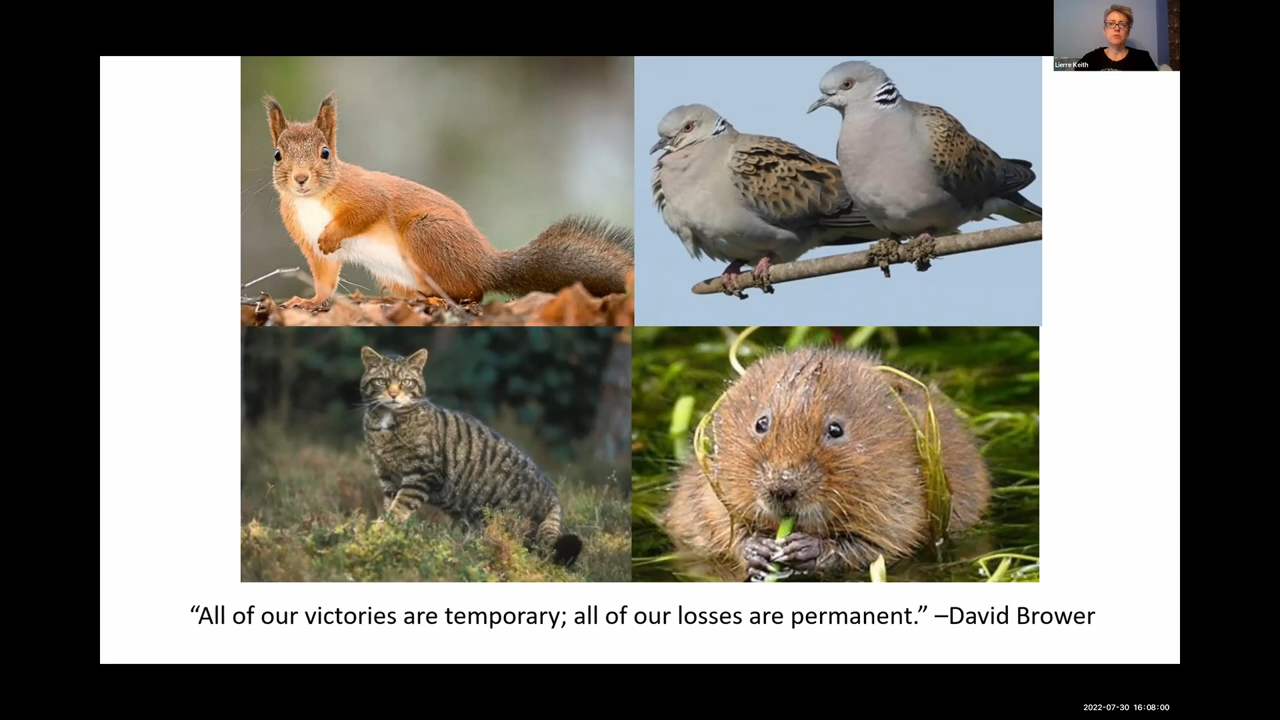 Lierre Keith
“All of our victories are temporary; all of our losses are permanent.” –David Brower
2022-07-30 16:08:00